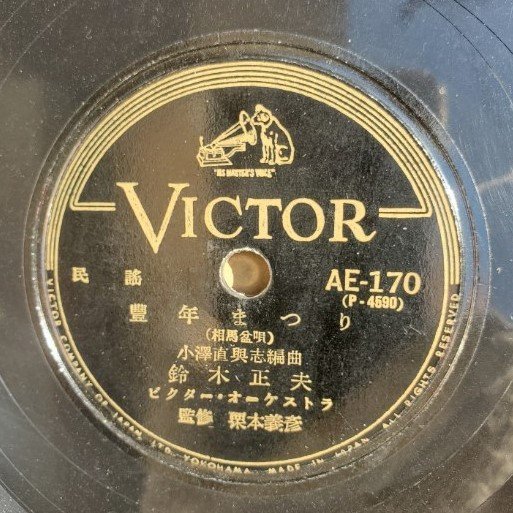 "HIS MASTER'S VOICE"
VICTOR
民謡
AE-170
(P-4590)
豐年まつり
(相馬盆唄)
小澤直與志編曲
鈴木正夫
ビクター・オーケストラ
監修 栗本義彦
VICTOR COMPANY OF JAPAN, LTD. YOKOHAMA. MADE IN JAPAN ALL RIGHTS RESERVED